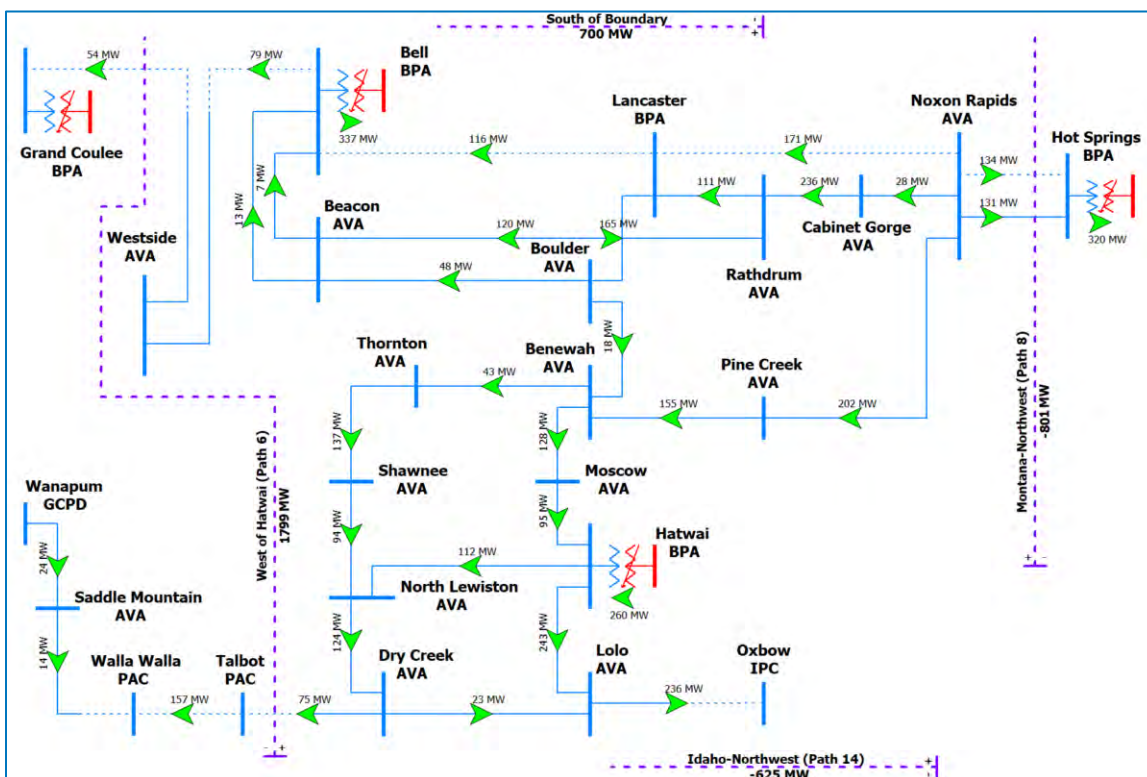 South of Boundary
700 MW
+
-
54 MW
79 MW
Bell
BPA
Lancaster
BPA
Noxon Rapids
AVA
Hot Springs
BPA
337 MW
116 MW
171 MW
134 MW
131 MW
320 MW
Grand Coulee
BPA
7 MW
13 MW
Beacon
AVA
111 MW
236 MW
28 MW
Cabinet Gorge
AVA
120 MW
165 MW
Westside
AVA
Boulder
AVA
Rathdrum
AVA
48 MW
18 MW
Thornton
AVA
Benewah
AVA
Pine Creek
AVA
43 MW
155 MW
202 MW
Montana-Northwest (Path 8)
-801 MW
+ -
137 MW
128 MW
Shawnee
AVA
Moscow
AVA
Wanapum
GCPD
West of Hatwai (Path 6)
1799 MW
94 MW
95 MW
Hatwai
BPA
24 MW
112 MW
260 MW
Saddle Mountain
AVA
North Lewiston
AVA
14 MW
124 MW
243 MW
Walla Walla
PAC
Talbot
PAC
Dry Creek
AVA
Lolo
AVA
Oxbow
IPC
157 MW
75 MW
23 MW
236 MW
- +
Idaho-Northwest (Path 14)
-625 MW
+
-